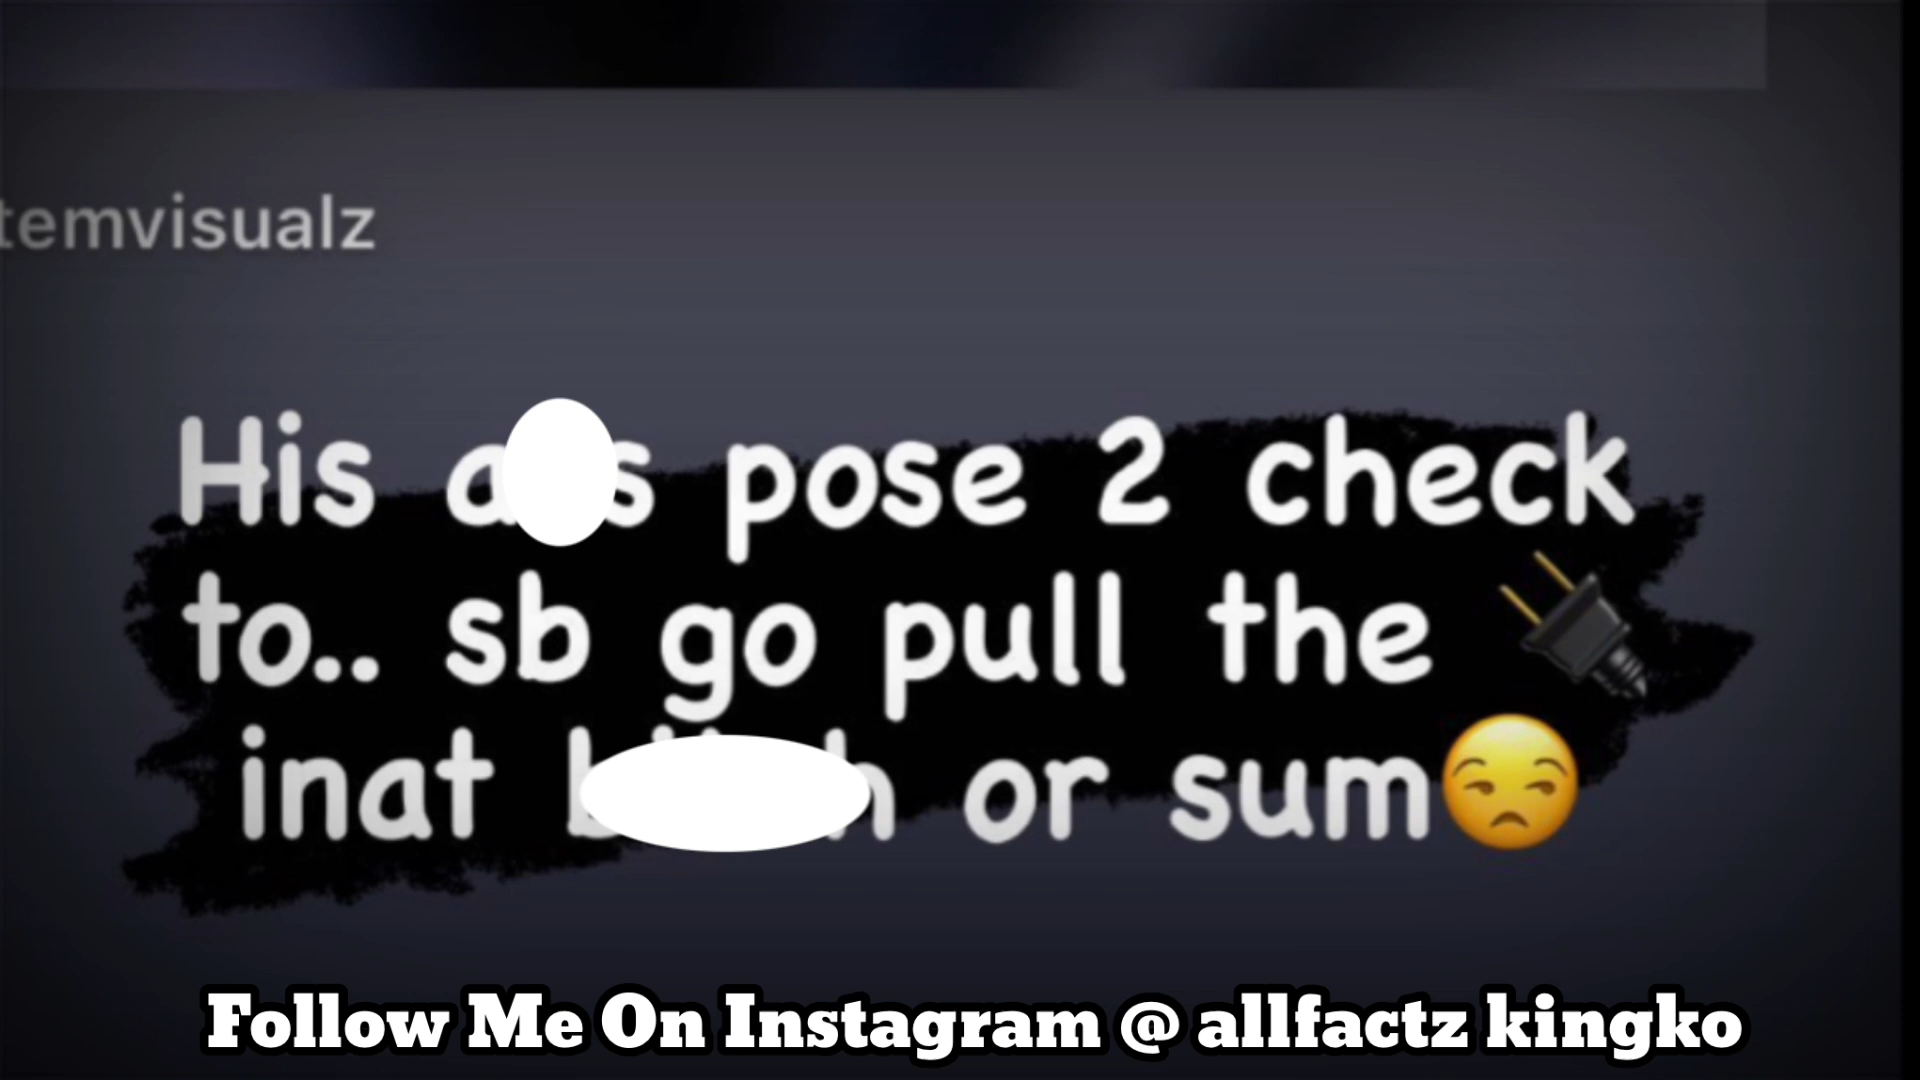 temvisualz
His a s pose 2 check
to.. sb go pull the 🔌
inat or sum😒
Follow Me On Instagram @ allfactz kingko